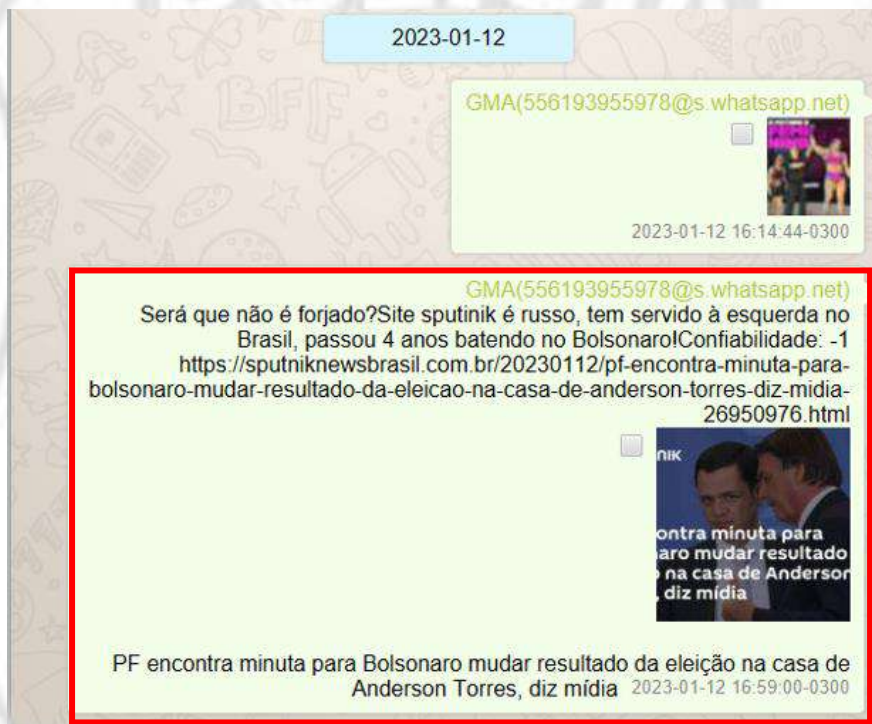 2023-01-12
GMA(556193955978@s.whatsapp.net)
2023-01-12 16:14:44-0300
GMA(556193955978@s.whatsapp.net)
Será que não é forjado?Site sputinik é russo, tem servido à esquerda no
Brasil, passou 4 anos batendo no Bolsonaro!Confiabilidade: -1
https://sputniknewsbrasil.com.br/20230112/pf-encontra-minuta-para-
bolsonaro-mudar-resultado-da-eleicao-na-casa-de-anderson-torres-diz-midia-
26950976.html
ontra minuta para
aro mudar resultado
na casa de Anderson
, diz mídia
PF encontra minuta para Bolsonaro mudar resultado da eleição na casa de
Anderson Torres, diz mídia 2023-01-12 16:59:00-0300